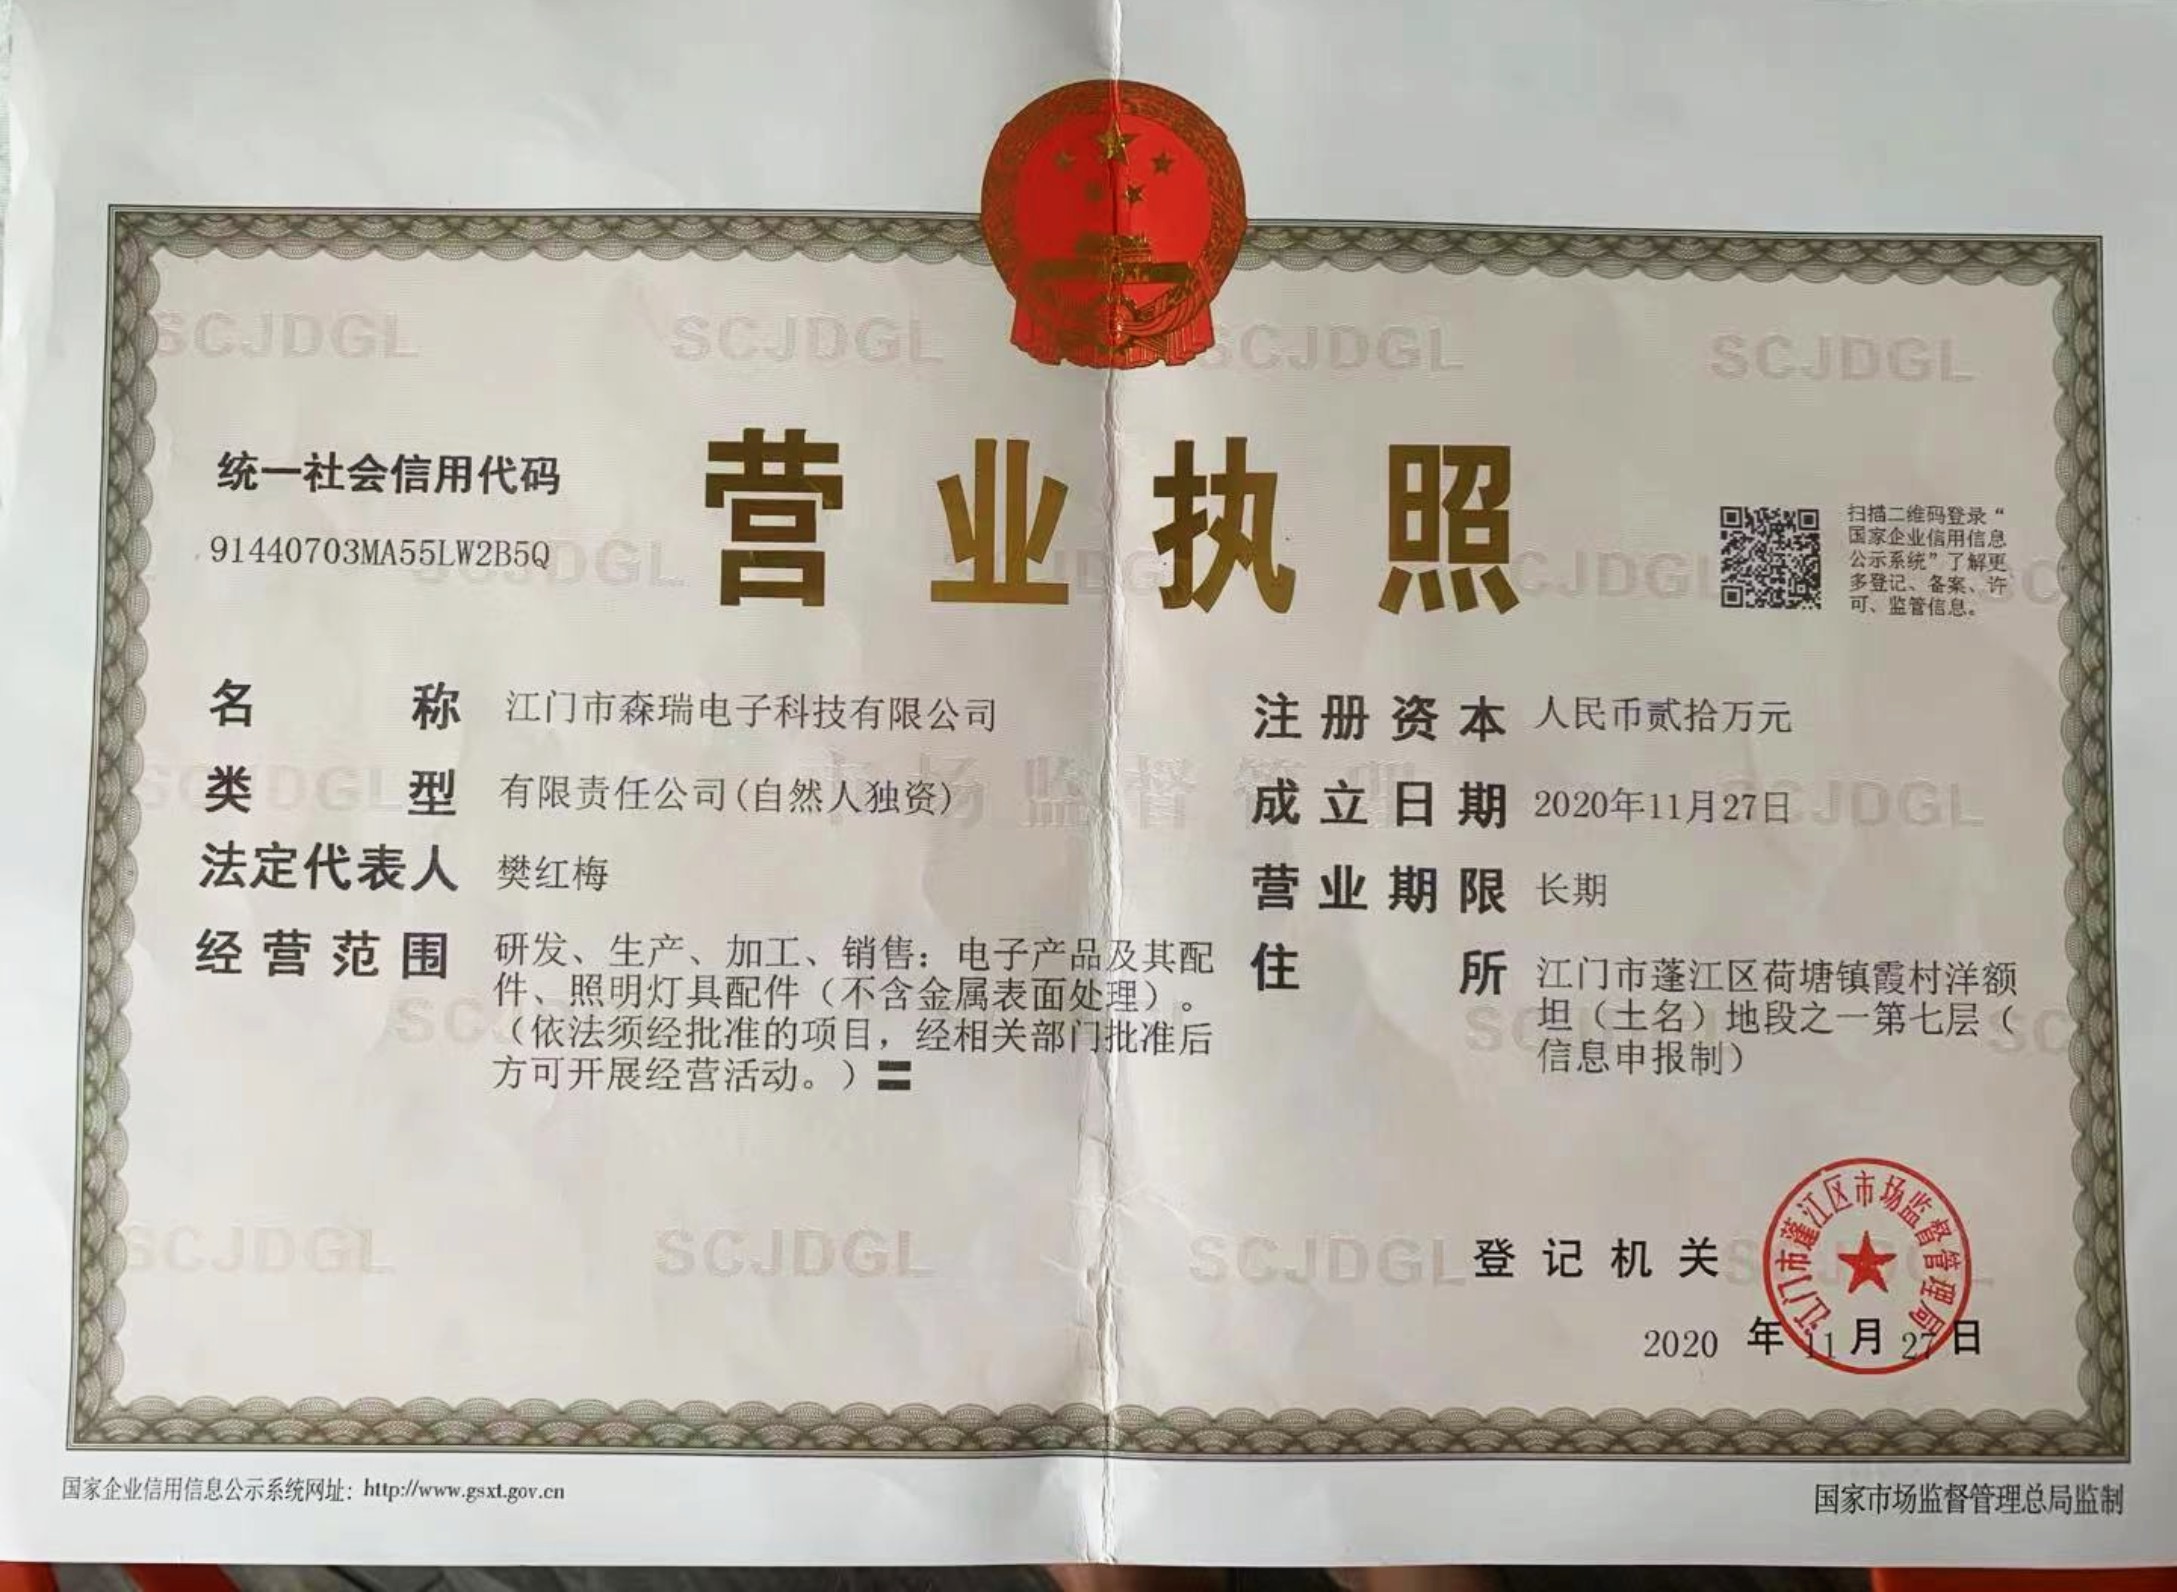 营业执照
统一社会信用代码
91440703MA55LW2B5Q
扫描二维码登录“
国家企业信用信息
公示系统”了解更
多登记、备案、许
可、监管信息。
名称 江门市森瑞电子科技有限公司
类型 有限责任公司(自然人独资)
法定代表人 樊红梅
经营范围 研发、生产、加工、销售：电子产品及其配
件、照明灯具配件（不含金属表面处理）。
（依法须经批准的项目，经相关部门批准后
方可开展经营活动。）〓
注册资本 人民币贰拾万元
成立日期 2020年11月27日
营业期限 长期
住所 江门市蓬江区荷塘镇霞村洋额
坦（土名）地段之一第七层（
信息申报制）
登记机关
江门市蓬江区市场监督管理局
2020 年 11 月 27 日
国家企业信用信息公示系统网址：http://www.gsxt.gov.cn
国家市场监督管理总局监制
SCJDGL
SCJDGL
SCJDGL
SCJDGL
市场监督管理